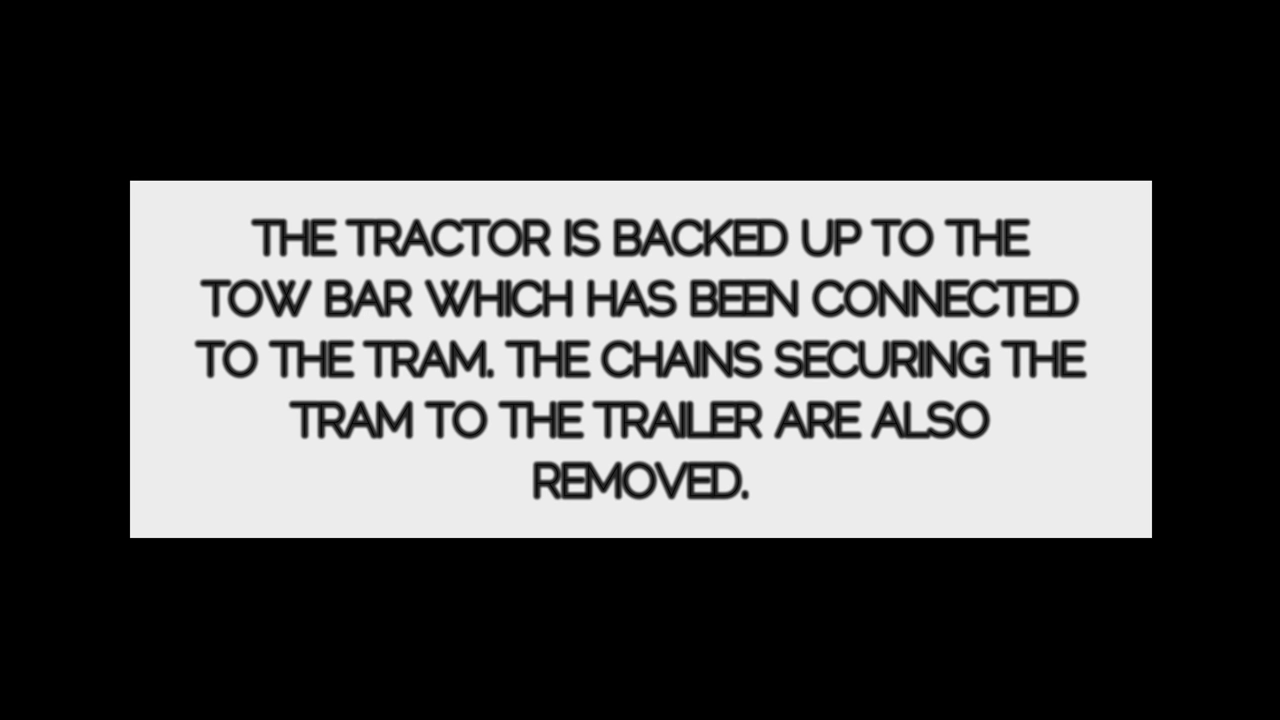 THE TRACTOR IS BACKED UP TO THE
TOW BAR WHICH HAS BEEN CONNECTED
TO THE TRAM. THE CHAINS SECURING THE
TRAM TO THE TRAILER ARE ALSO
REMOVED.